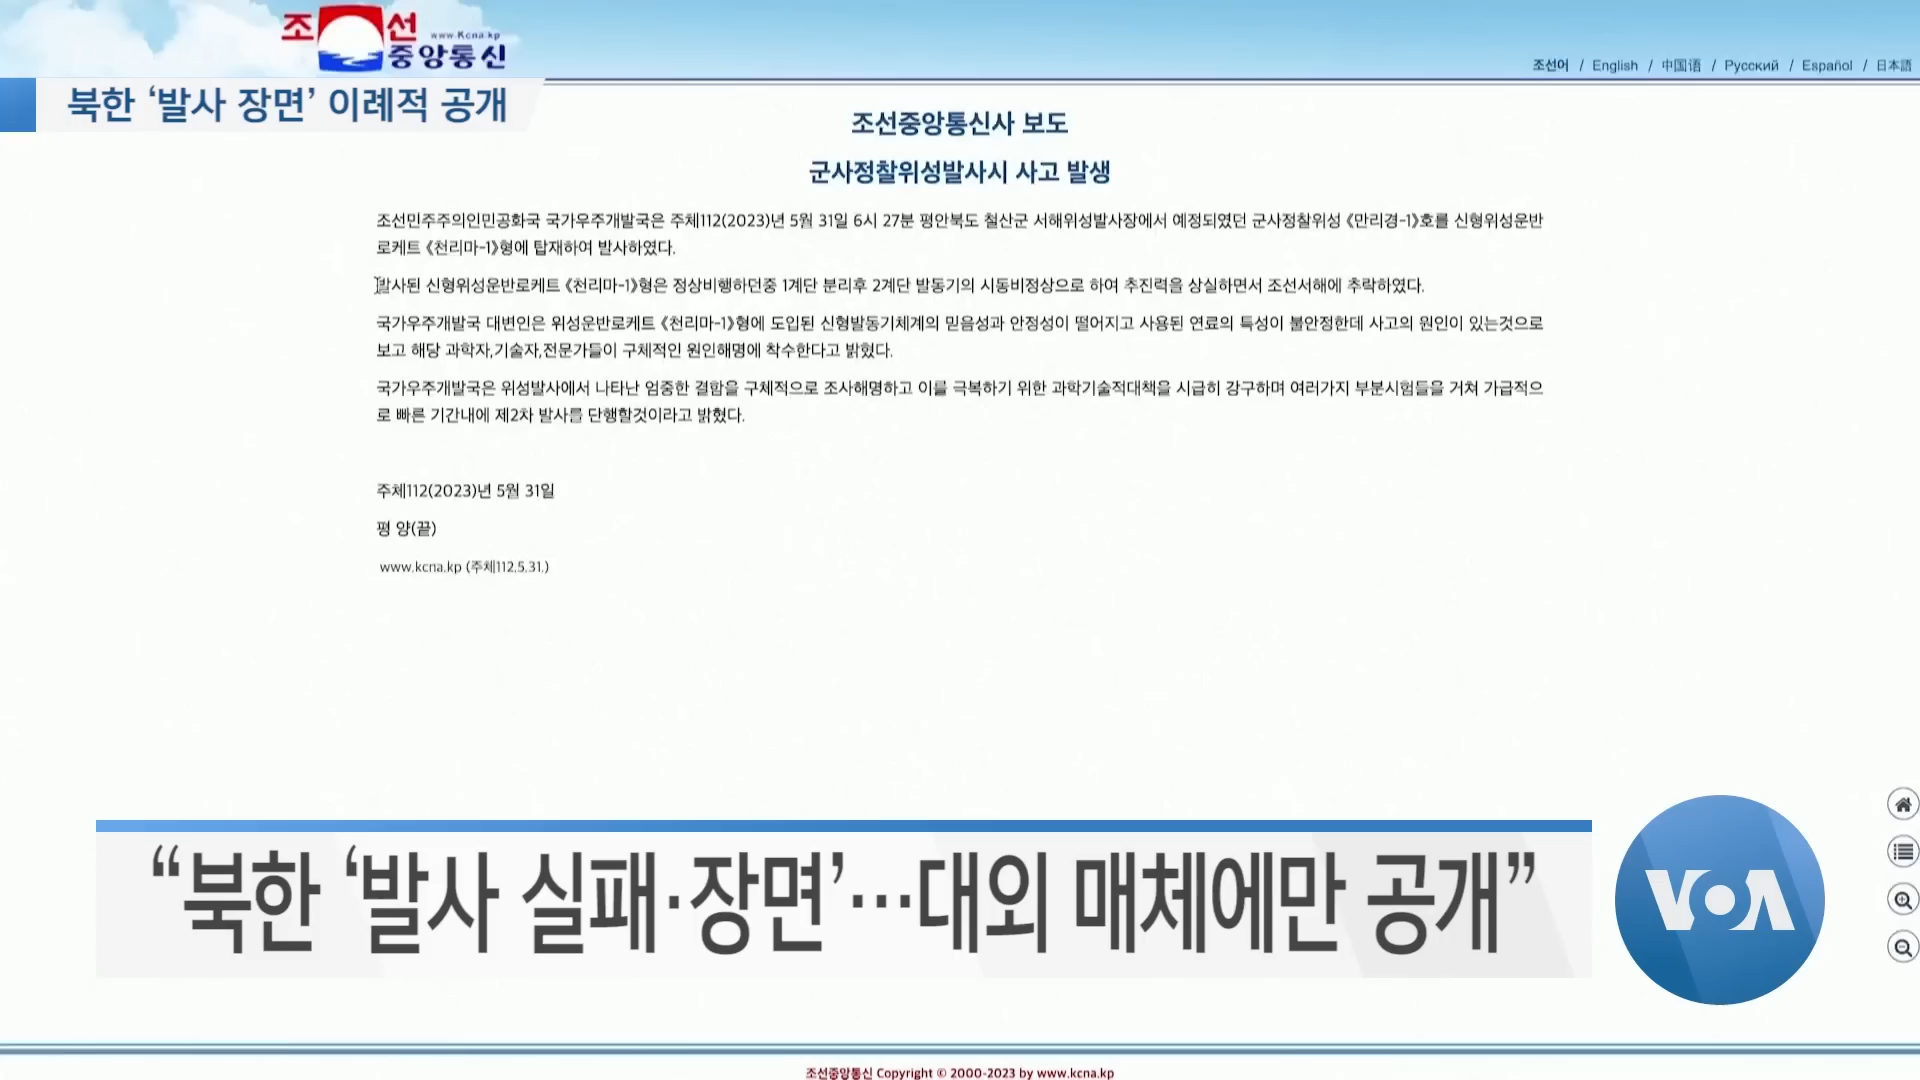 조선
www.Kcna.kp
중앙통신
조선어 / English / 中国语 / Русский / Español / 日本語
북한 ‘발사 장면’ 이례적 공개
조선중앙통신사 보도
군사정찰위성발사시 사고 발생
조선민주주의인민공화국 국가우주개발국은 주체112(2023)년 5월 31일 6시 27분 평안북도 철산군 서해위성발사장에서 예정되였던 군사정찰위성 《만리경-1》호를 신형위성운반
로케트 《천리마-1》형에 탑재하여 발사하였다.
발사된 신형위성운반로케트 《천리마-1》형은 정상비행하던중 1계단 분리후 2계단 발동기의 시동비정상으로 하여 추진력을 상실하면서 조선서해에 추락하였다.
국가우주개발국 대변인은 위성운반로케트 《천리마-1》형에 도입된 신형발동기체계의 믿음성과 안정성이 떨어지고 사용된 연료의 특성이 불안정한데 사고의 원인이 있는것으로
보고 해당 과학자,기술자,전문가들이 구체적인 원인해명에 착수한다고 밝혔다.
국가우주개발국은 위성발사에서 나타난 엄중한 결함을 구체적으로 조사해명하고 이를 극복하기 위한 과학기술적대책을 시급히 강구하며 여러가지 부분시험들을 거쳐 가급적으
로 빠른 기간내에 제2차 발사를 단행할것이라고 밝혔다.
주체112(2023)년 5월 31일
평 양(끝)
www.kcna.kp (주체112.5.31.)
“북한 ‘발사 실패·장면’…대외 매체에만 공개”
VOA
조선중앙통신 Copyright © 2000-2023 by www.kcna.kp